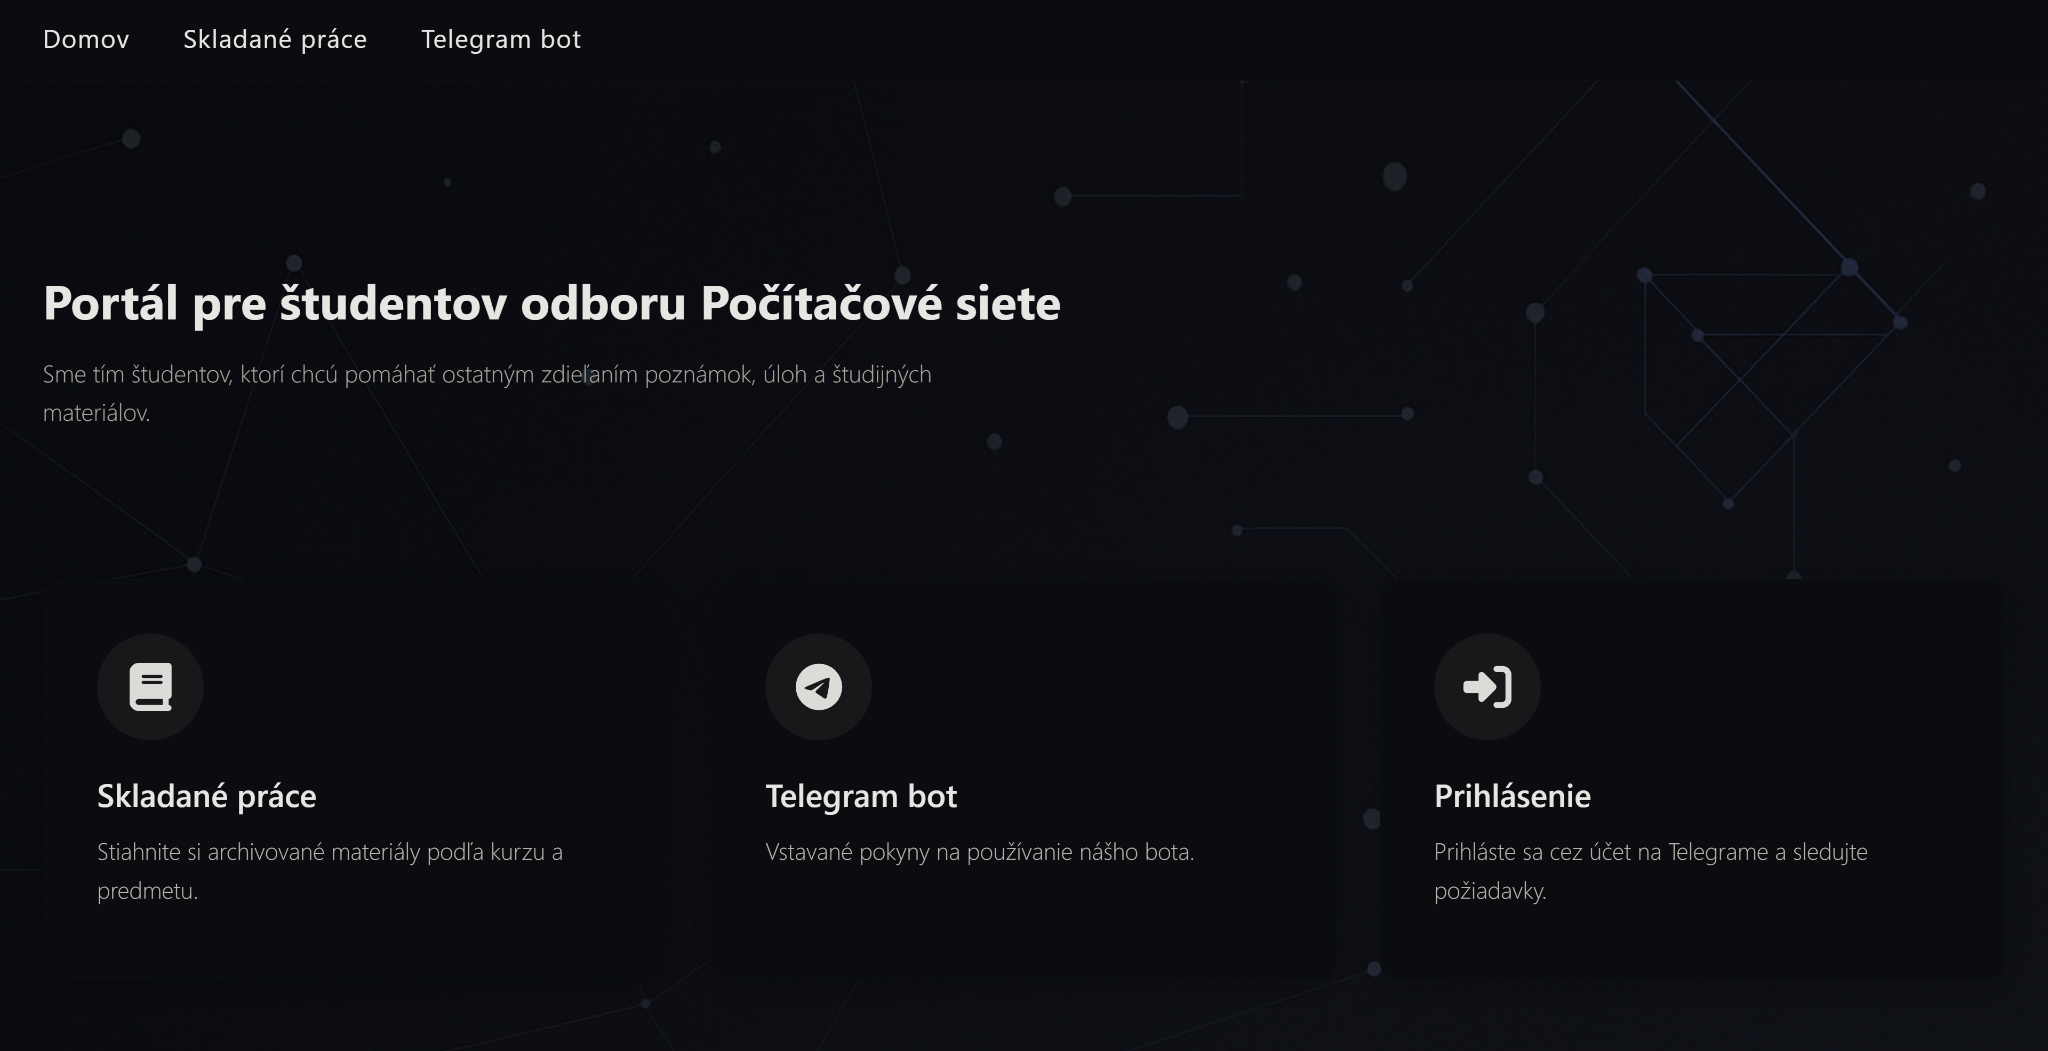 Domov Skladané práce Telegram bot
Portál pre študentov odboru Počítačové siete
Sme tím študentov, ktorí chcú pomáhať ostatným zdieľaním poznámok, úloh a študijných
materiálov.
Skladané práce
Stiahnite si archivované materiály podľa kurzu a
predmetu.
Telegram bot
Vstavané pokyny na používanie nášho bota.
Prihlásenie
Prihláste sa cez účet na Telegrame a sledujte
požiadavky.